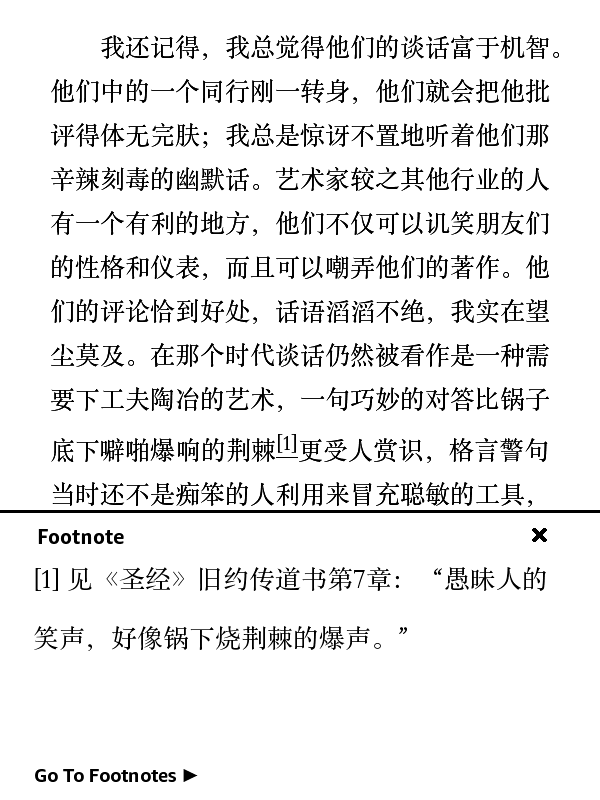 我还记得，我总觉得他们的谈话富于机智。
他们中的一个同行刚一转身，他们就会把他批
评得体无完肤；我总是惊讶不置地听着他们那
辛辣刻毒的幽默话。艺术家较之其他行业的人
有一个有利的地方，他们不仅可以讥笑朋友们
的性格和仪表，而且可以嘲弄他们的著作。他
们的评论恰到好处，话语滔滔不绝，我实在望
尘莫及。在那个时代谈话仍然被看作是一种需
要下工夫陶冶的艺术，一句巧妙的对答比锅子
底下噼啪爆响的荆棘[1]更受人赏识，格言警句
当时还不是痴笨的人利用来冒充聪敏的工具，
Footnote ✖
[1] 见《圣经》旧约传道书第7章：“愚昧人的
笑声，好像锅下烧荆棘的爆声。”
Go To Footnotes ▶